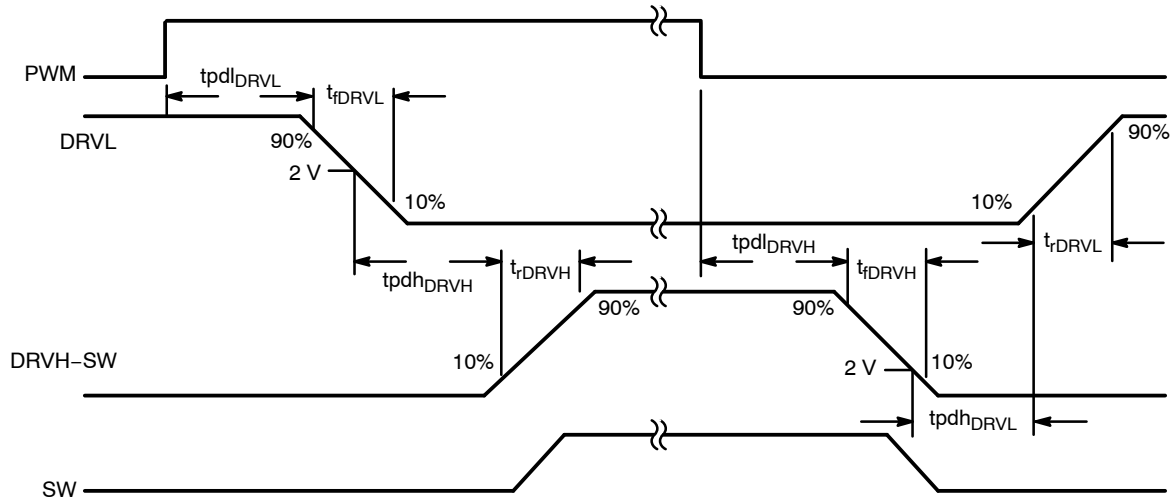 PWM
tpdlDRVL
tfDRVL
DRVL
90%
90%
2 V
10%
10%
tpdlDRVH
tpdhDRVH
trDRVH
tfDRVH
trDRVL
90%
90%
DRVH–SW
10%
2 V
10%
tpdhDRVL
SW